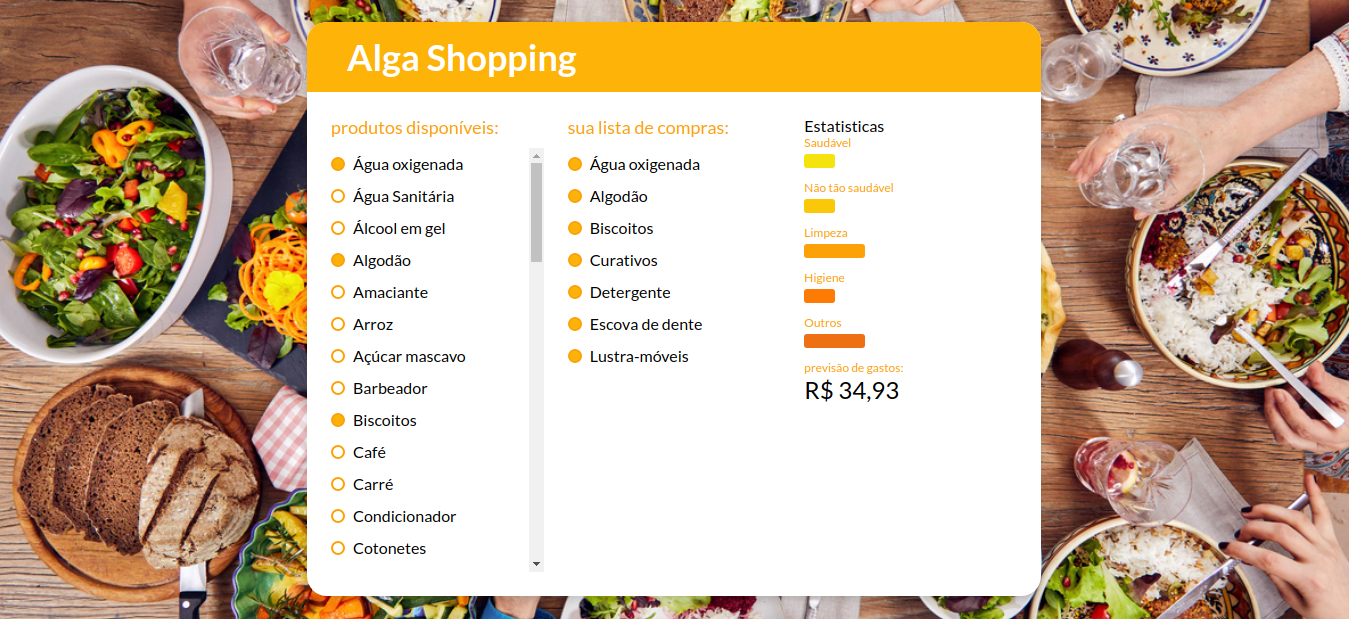 Alga Shopping
produtos disponíveis:
Água oxigenada
Água Sanitária
Álcool em gel
Algodão
Amaciante
Arroz
Açúcar mascavo
Barbeador
Biscoitos
Café
Carré
Condicionador
Cotonetes
sua lista de compras:
Água oxigenada
Algodão
Biscoitos
Curativos
Detergente
Escova de dente
Lustra-móveis
Estatisticas
Saudável
Não tão saudável
Limpeza
Higiene
Outros
previsão de gastos:
R$ 34,93